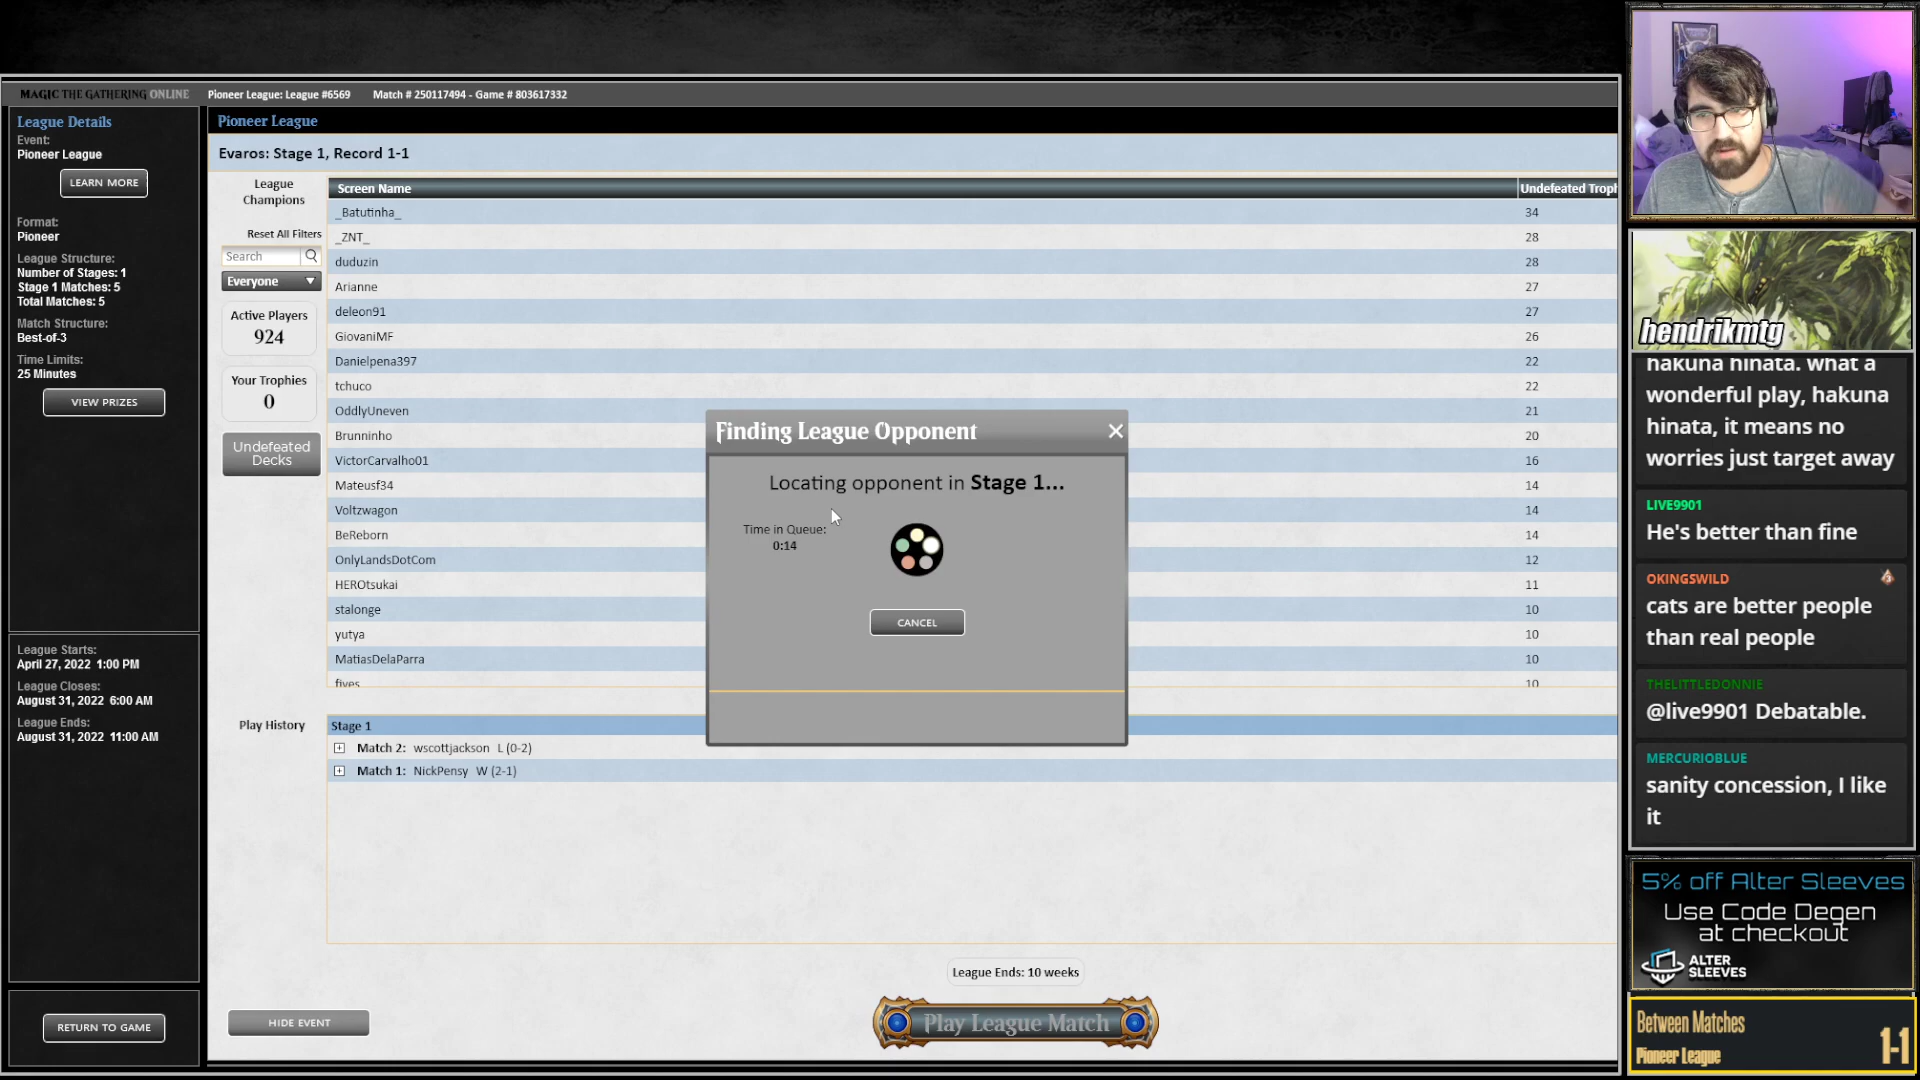 MAGIC THE GATHERING ONLINE
Pioneer League: League #6569
Match # 250117494 - Game # 803617332
League Details
Event:
Pioneer League
LEARN MORE
Format:
Pioneer
League Structure:
Number of Stages: 1
Stage 1 Matches: 5
Total Matches: 5
Match Structure:
Best-of-3
Time Limits:
25 Minutes
VIEW PRIZES
League Starts:
April 27, 2022 1:00 PM
League Closes:
August 31, 2022 6:00 AM
League Ends:
August 31, 2022 11:00 AM
RETURN TO GAME
Pioneer League
Evaros: Stage 1, Record 1-1
League
Champions
Reset All Filters
Search
Everyone
Active Players
924
Your Trophies
0
Undefeated
Decks
Screen Name Undefeated Troph
_Batutinha_ 34
_ZNT_ 28
duduzin 28
Arianne 27
deleon91 27
GiovaniMF 26
Danielpena397 22
tchuco 22
OddlyUneven 21
Brunninho 20
VictorCarvalho01 16
Mateusf34 14
Voltzwagon 14
BeReborn 14
OnlyLandsDotCom 12
HEROtsukai 11
stalonge 10
yutya 10
MatiasDelaParra 10
fives 10
Finding League Opponent
Locating opponent in Stage 1...
Time in Queue:
0:14
CANCEL
Play History
Stage 1
Match 2: wscottjackson L (0-2)
Match 1: NickPensy W (2-1)
League Ends: 10 weeks
HIDE EVENT
Play League Match
hendrikmtg
hakuna hinata. what a
wonderful play, hakuna
hinata, it means no
worries just target away
LIVE9901
He's better than fine
OKINGSWILD
cats are better people
than real people
THELITTLEDONNIE
@live9901 Debatable.
MERCURIOBLUE
sanity concession, I like
it
5% off Alter Sleeves
Use Code Degen
at checkout
ALTER
SLEEVES
Between Matches
Pioneer League
1-1